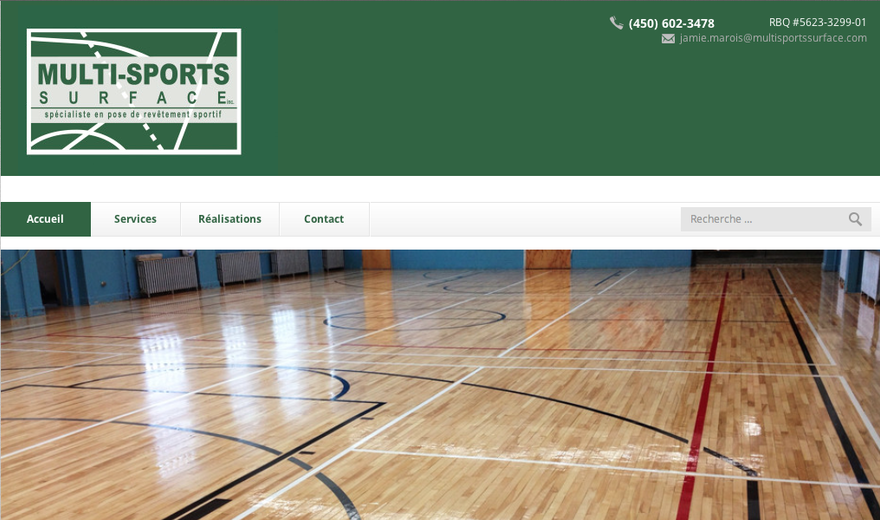 (450) 602-3478
RBQ #5623-3299-01
jamie.marois@multisportssurface.com
MULTI-SPORTS
SURFACE inc.
spécialiste en pose de revêtement sportif
Accueil
Services
Réalisations
Contact
Recherche ...